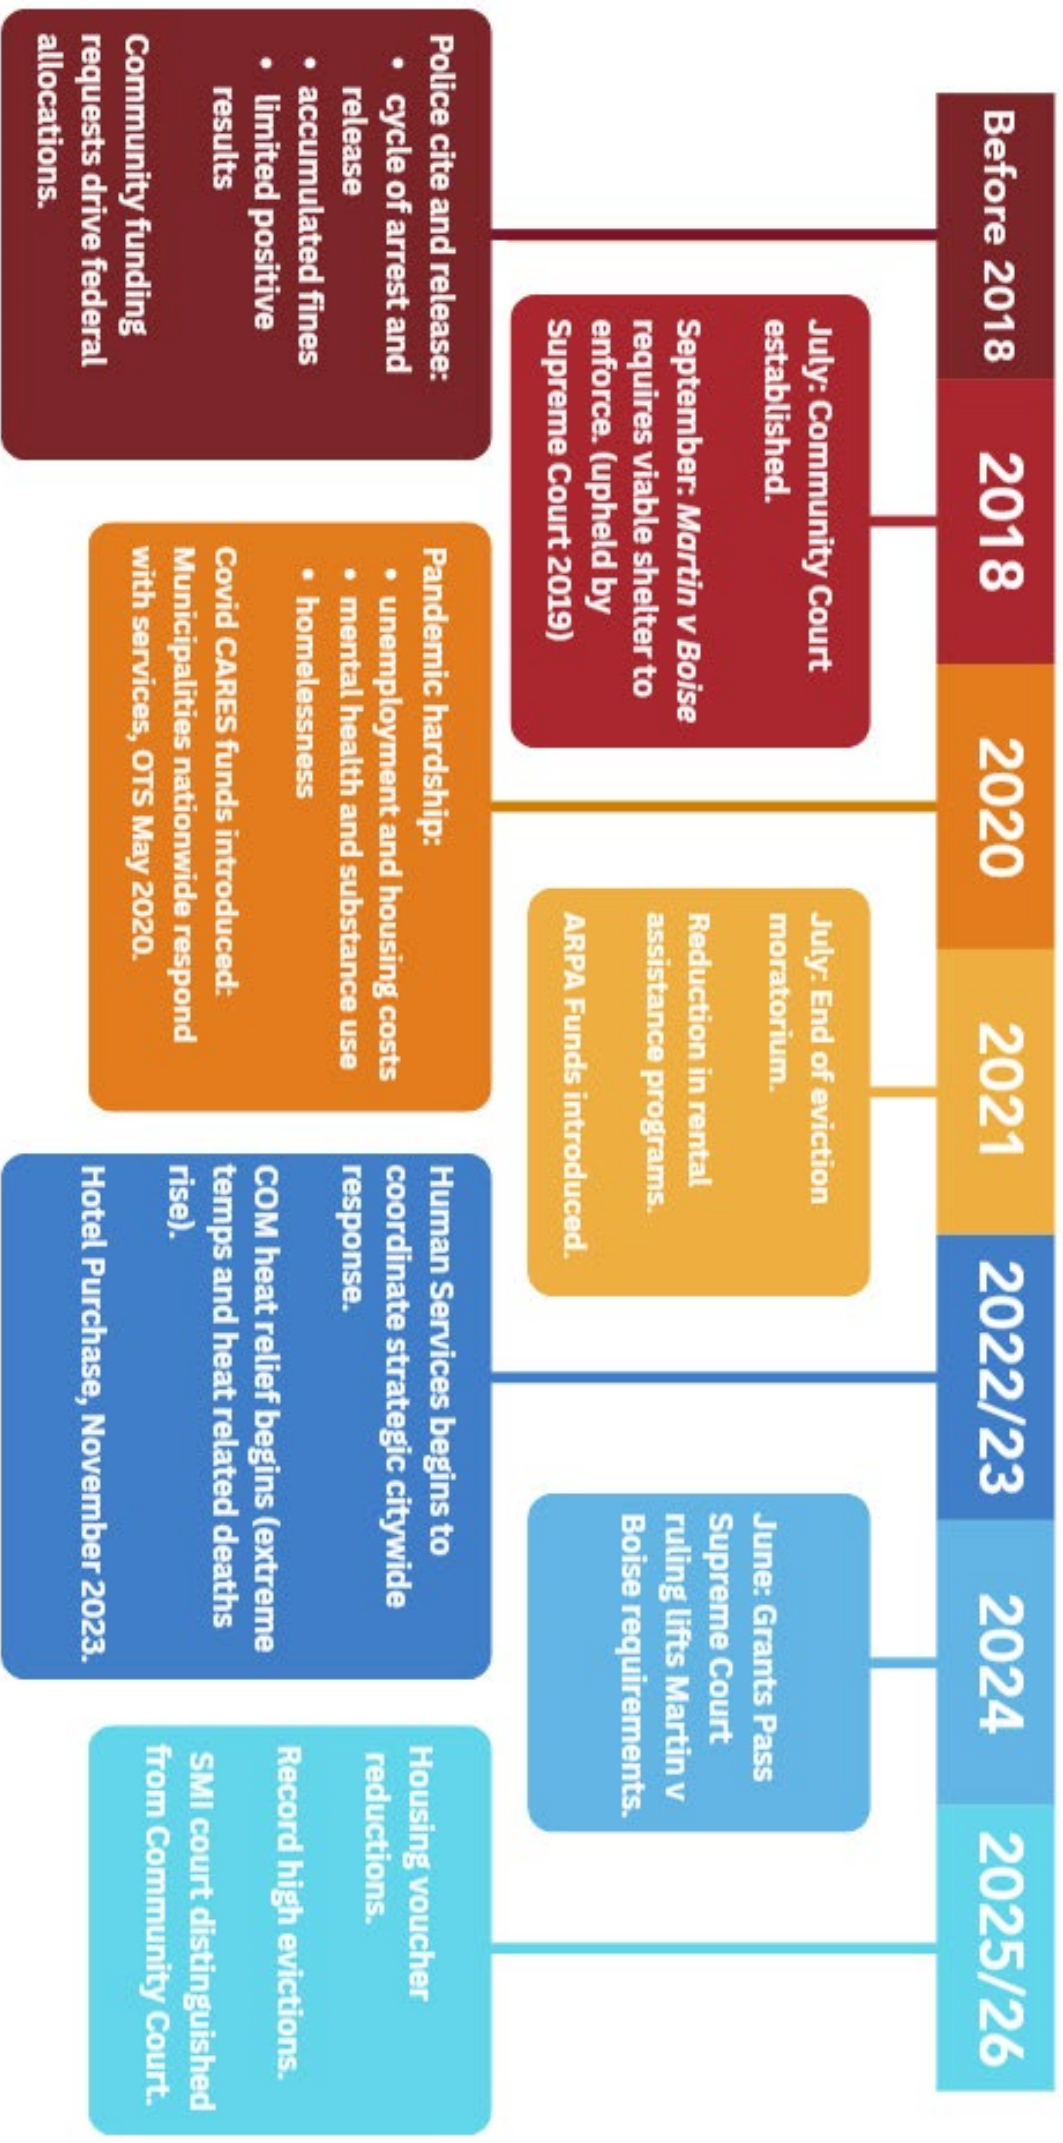 Before 2018
2018
2020
2021
2022/23
2024
2025/26
Police cite and release:
• cycle of arrest and
release
• accumulated fines
• limited positive
results
Community funding
requests drive federal
allocations.
July: Community Court
established.
September: Martin v Boise
requires viable shelter to
enforce. (upheld by
Supreme Court 2019)
Pandemic hardship:
• unemployment and housing costs
• mental health and substance use
• homelessness
Covid CARES funds introduced:
Municipalities nationwide respond
with services, OTS May 2020.
July: End of eviction
moratorium.
Reduction in rental
assistance programs.
ARPA Funds introduced.
Human Services begins to
coordinate strategic citywide
response.
COM heat relief begins (extreme
temps and heat related deaths
rise).
Hotel Purchase, November 2023.
June: Grants Pass
Supreme Court
ruling lifts Martin v
Boise requirements.
Housing voucher
reductions.
Record high evictions.
SMI court distinguished
from Community Court.